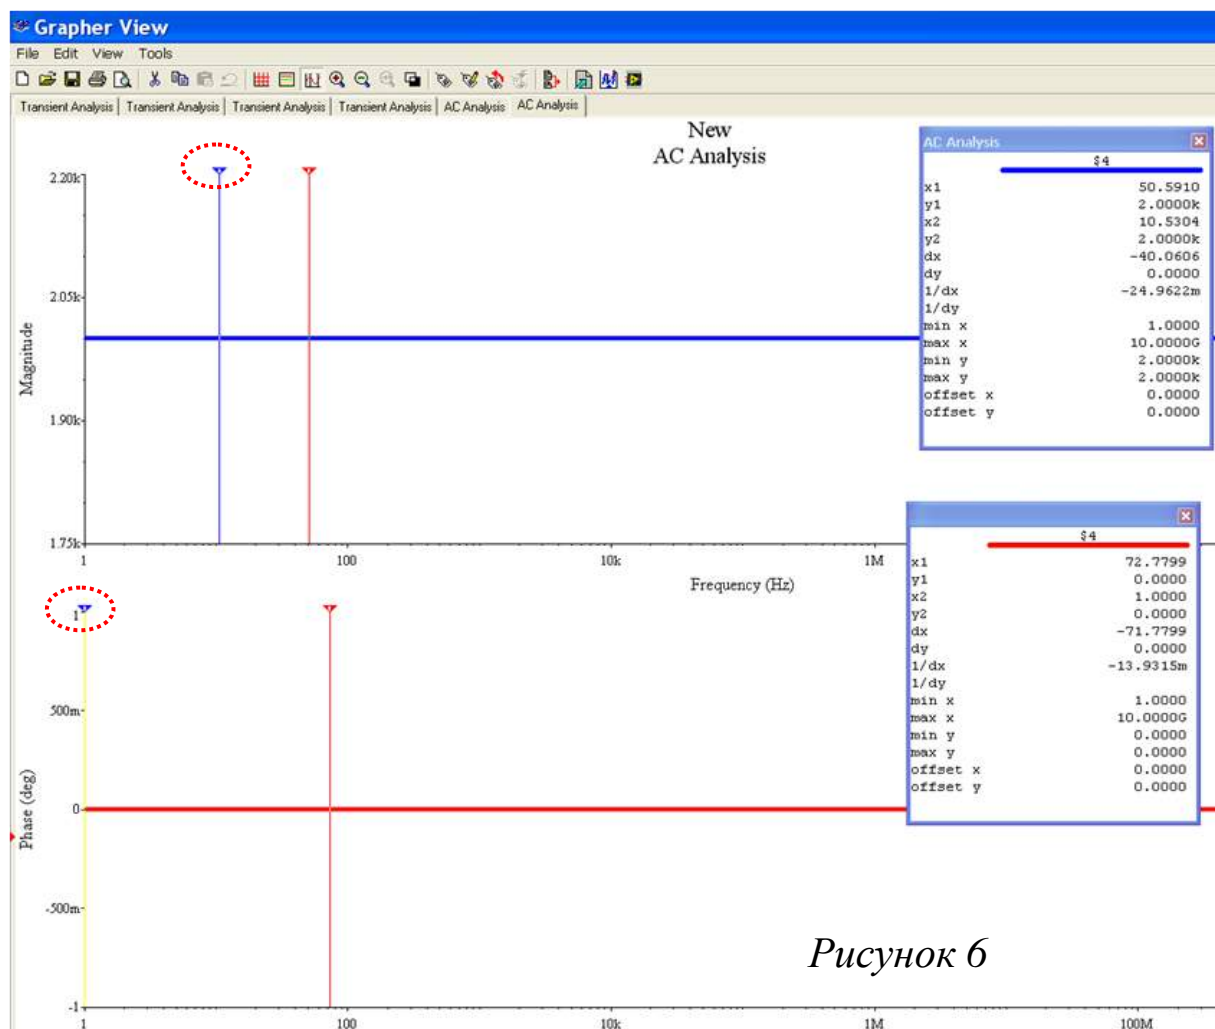 Grapher View
File Edit View Tools
Transient Analysis Transient Analysis Transient Analysis Transient Analysis AC Analysis AC Analysis
New
AC Analysis
2.20k
2.05k
1.90k
1.75k
Magnitude
1 100 10k 1M
Frequency (Hz)
AC Analysis
$4
x1 50.5910
y1 2.0000k
x2 10.5304
y2 2.0000k
dx -40.0606
dy 0.0000
1/dx -24.9622m
1/dy
min x 1.0000
max x 10.0000G
min y 2.0000k
max y 2.0000k
offset x 0.0000
offset y 0.0000
1
500m
0
-500m
-1
Phase (deg)
1 100 10k 1M 100M
$4
x1 72.7799
y1 0.0000
x2 1.0000
y2 0.0000
dx -71.7799
dy 0.0000
1/dx -13.9315m
1/dy
min x 1.0000
max x 10.0000G
min y 0.0000
max y 0.0000
offset x 0.0000
offset y 0.0000
Рисунок 6